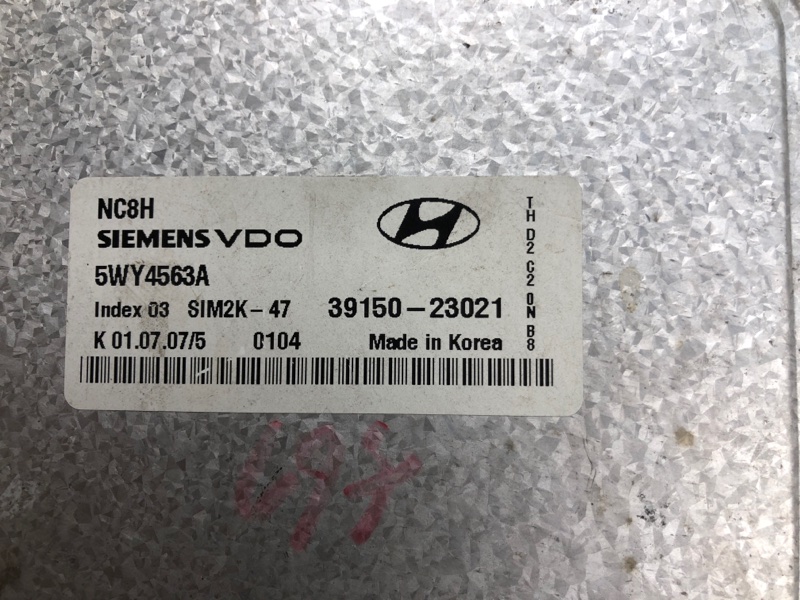 NC8H
SIEMENS VDO
5WY4563A
Index 03 SIM2K-47 39150-23021
K 01.07.07/5 0104 Made in Korea
TH D2 C2 0N B8